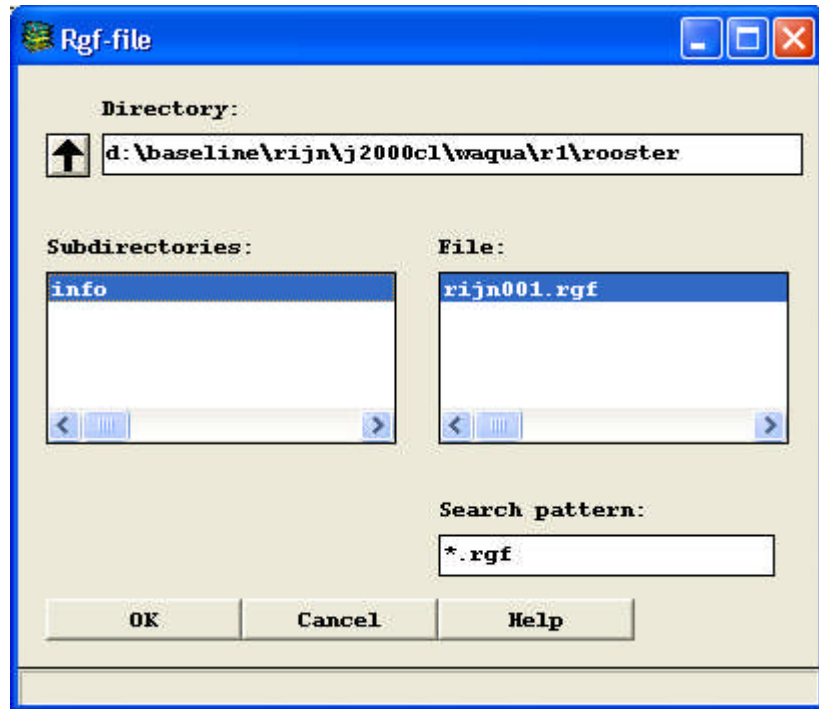 Rgf-file
Directory:
d:\baseline\rijn\j2000cl\waqua\r1\rooster
Subdirectories:
File:
info
rijn001.rgf
Search pattern:
*.rgf
OK
Cancel
Help